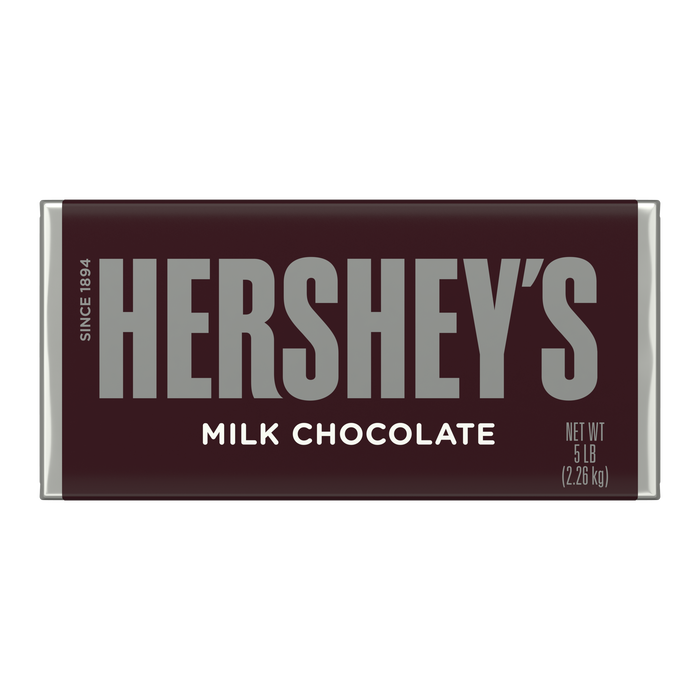 SINCE 1894
HERSHEY'S
MILK CHOCOLATE
NET WT
5 LB
(2.26 kg)